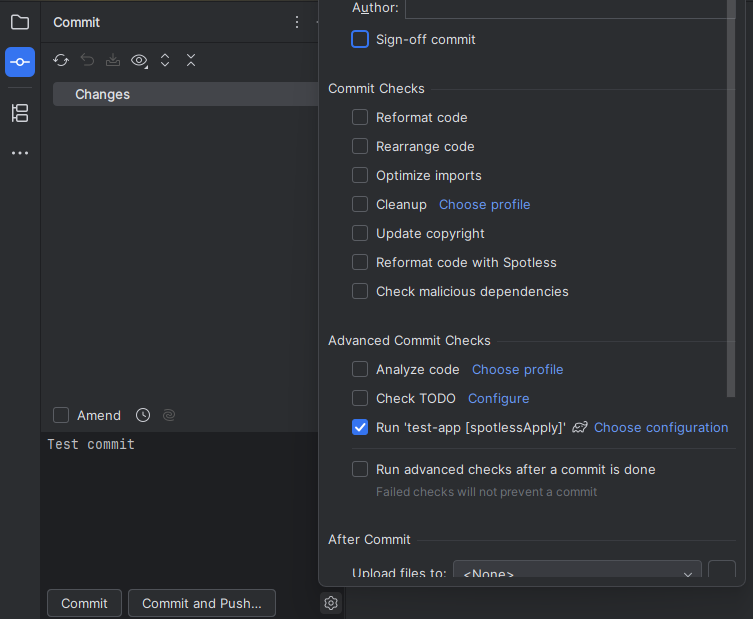 Commit
Changes
Amend
Test commit
Commit
Commit and Push...
Author:
Sign-off commit
Commit Checks
Reformat code
Rearrange code
Optimize imports
Cleanup Choose profile
Update copyright
Reformat code with Spotless
Check malicious dependencies
Advanced Commit Checks
Analyze code Choose profile
Check TODO Configure
Run 'test-app [spotlessApply]' Choose configuration
Run advanced checks after a commit is done
Failed checks will not prevent a commit
After Commit
Upload files to: <None>